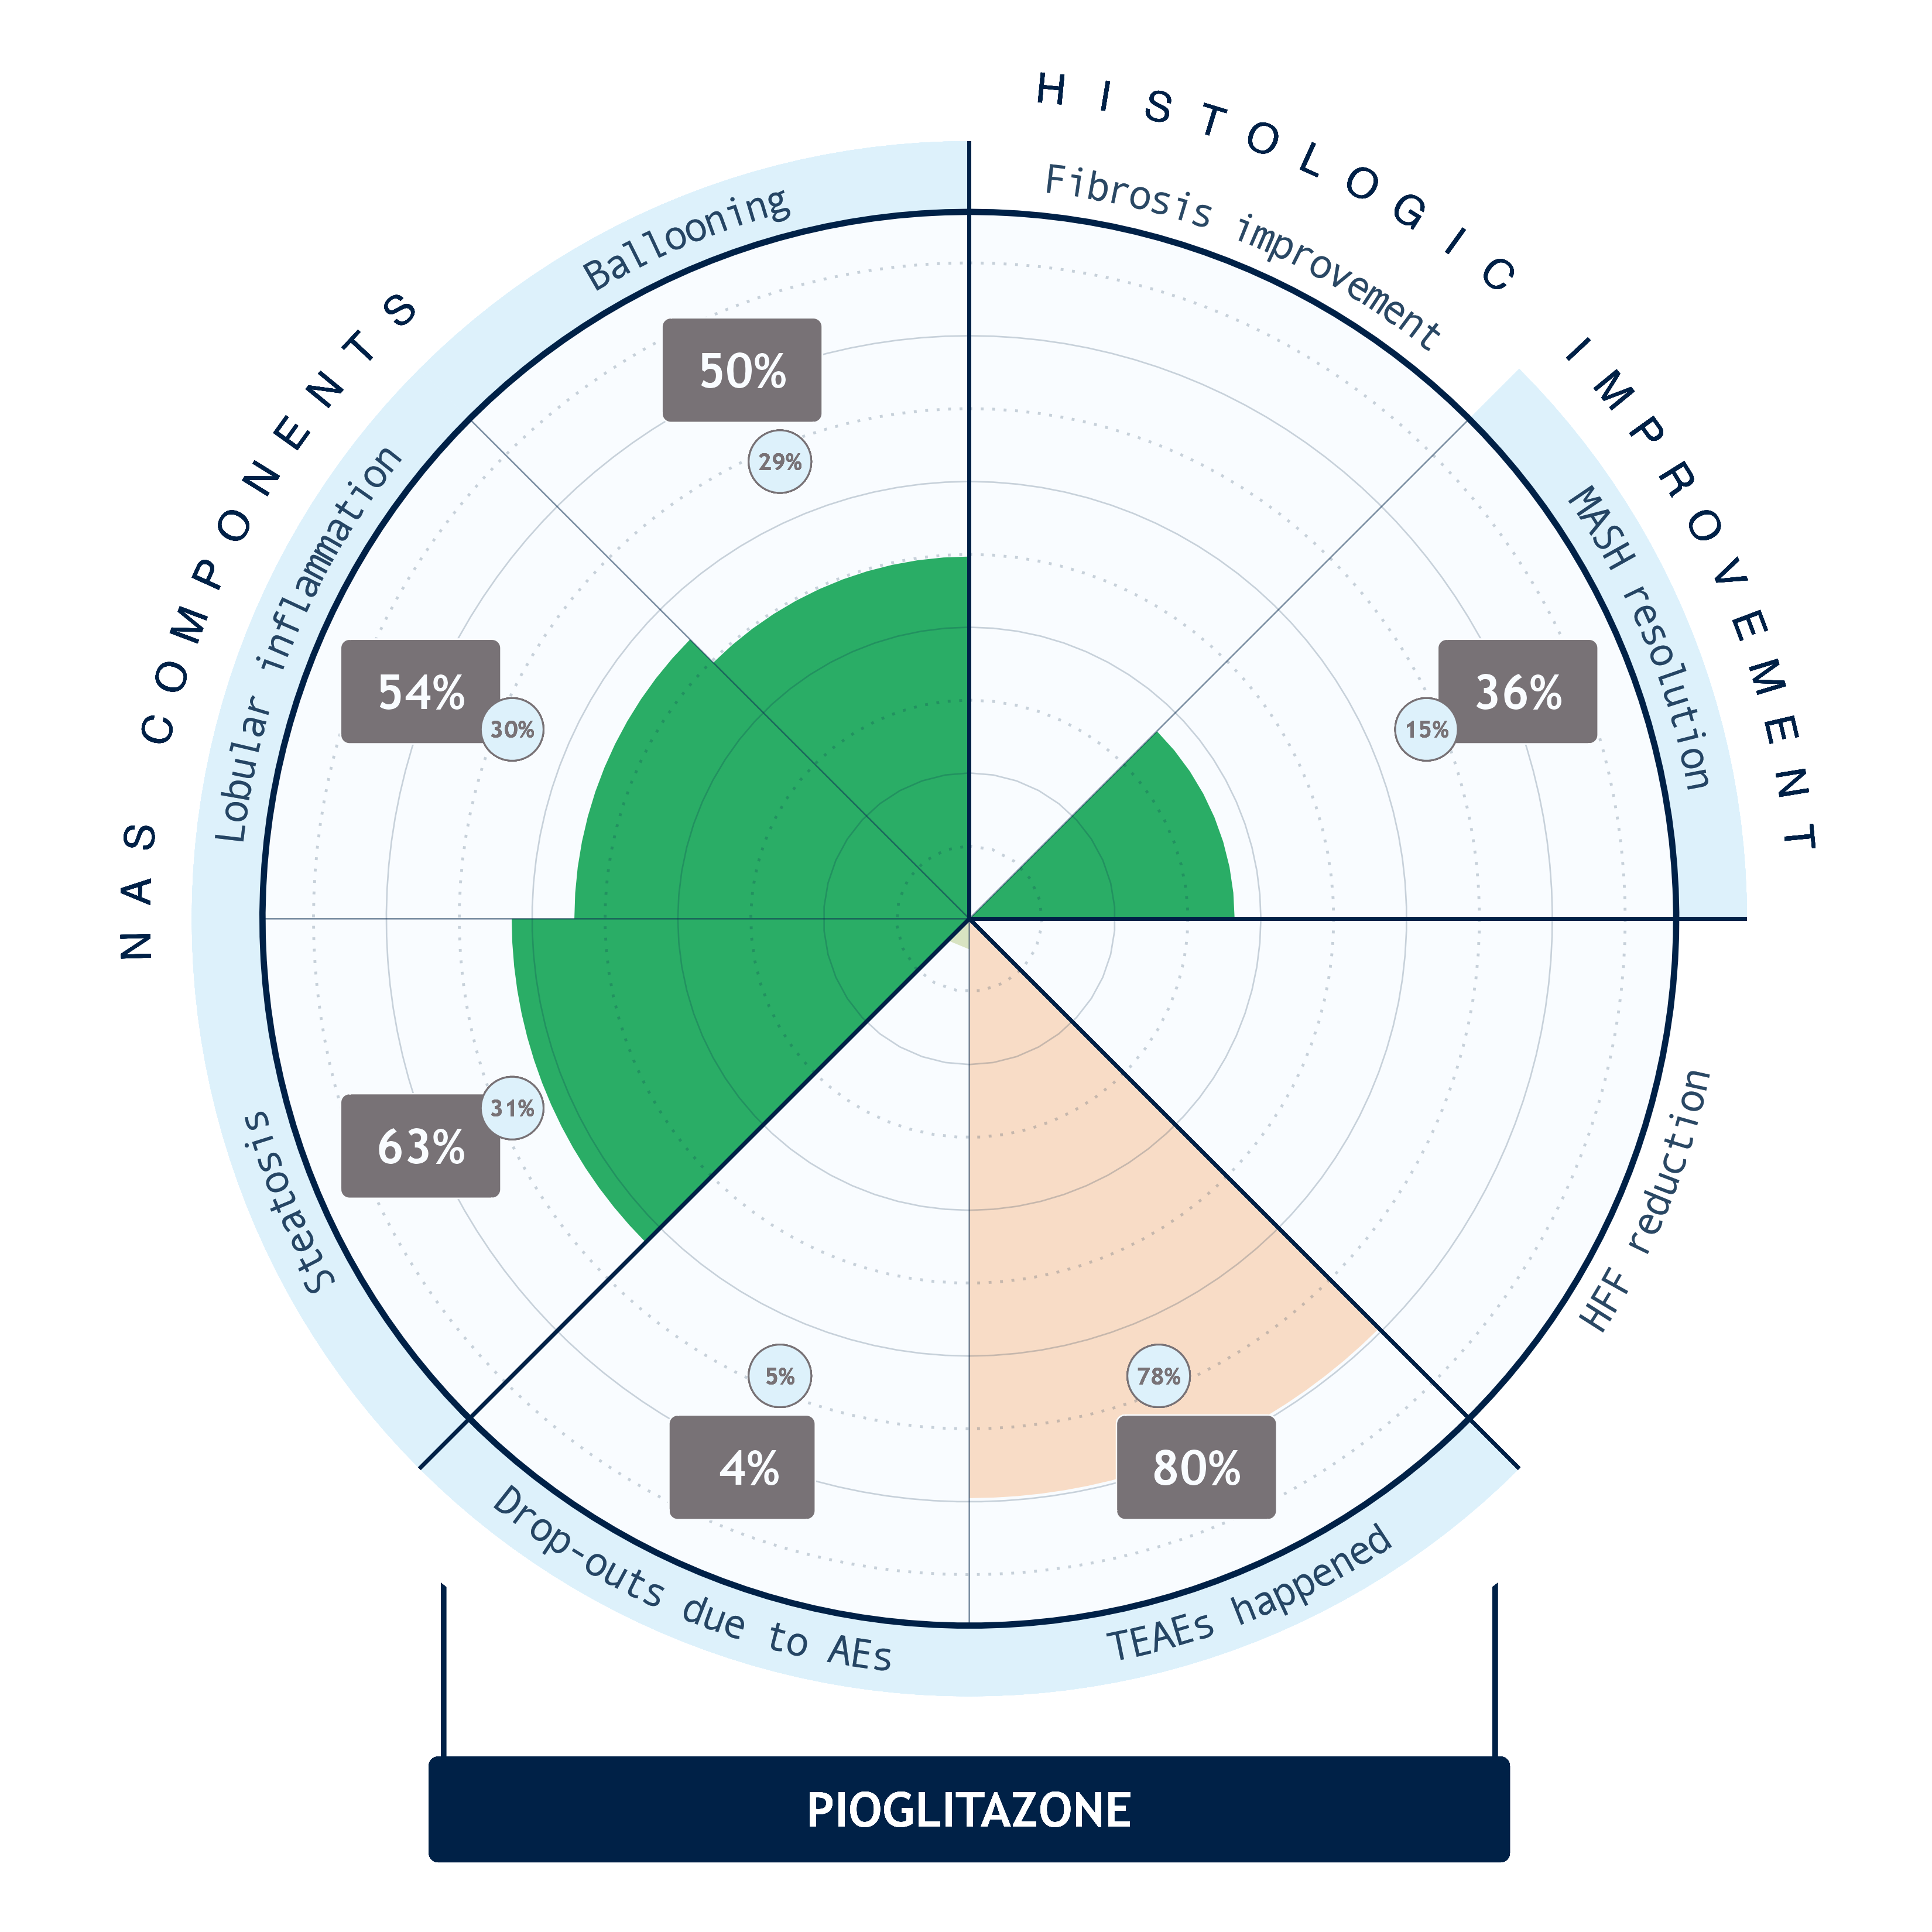 HISTOLOGIC IMPROVEMENT
Fibrosis improvement
MASH resolution
36%
15%
HFF reduction
TEAEs happened
78%
80%
Drop-outs due to AEs
5%
4%
NAS COMPONENTS
Steatosis
31%
63%
Lobular inflammation
54%
30%
Ballooning
50%
29%
PIOGLITAZONE